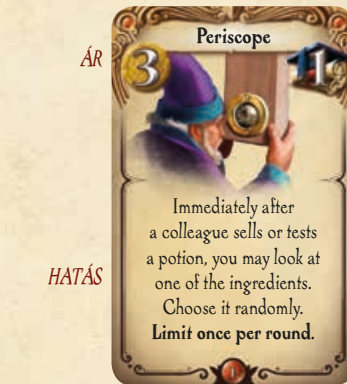 Periscope
ÁR
3
1
Immediately after
a colleague sells or tests
a potion, you may look at
one of the ingredients.
Choose it randomly.
HATÁS
Limit once per round.
1